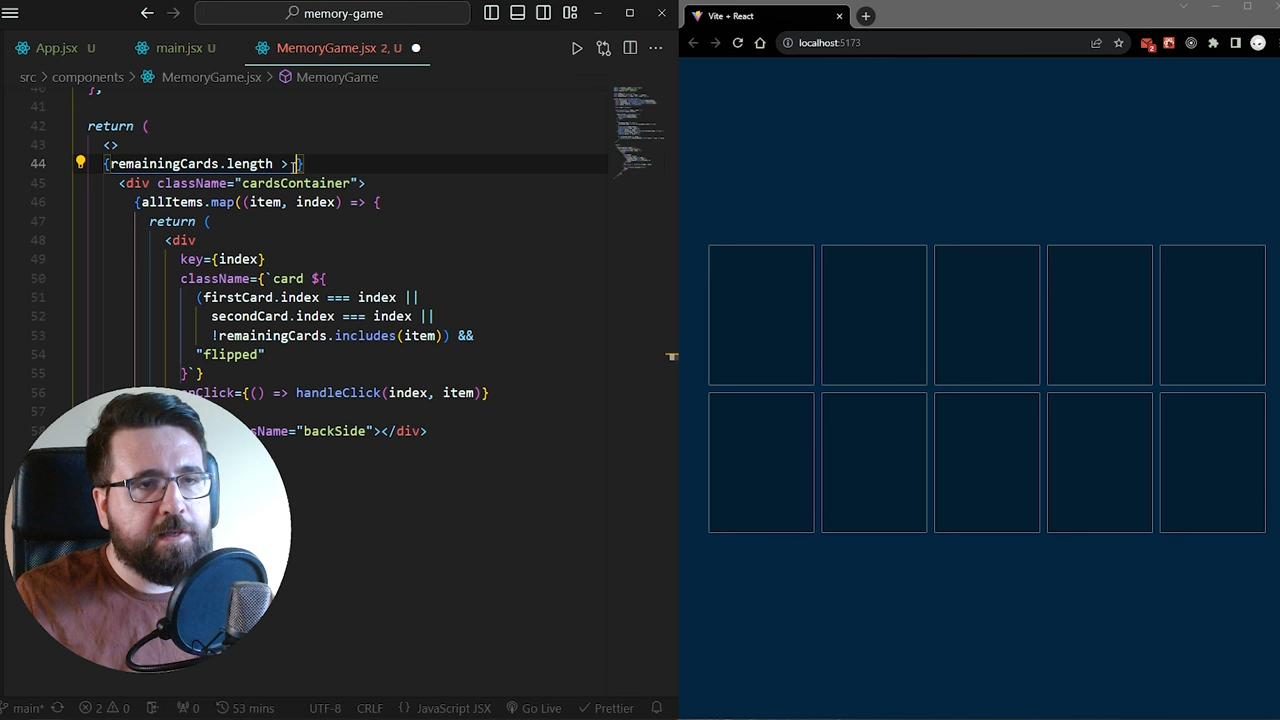 memory-game
App.jsx U
main.jsx U
MemoryGame.jsx 2, U
src > components > MemoryGame.jsx > MemoryGame
40 };
41
42 return (
43 <>
44 {remainingCards.length > }
45 <div className="cardsContainer">
46 {allItems.map((item, index) => {
47 return (
48 <div
49 key={index}
50 className={`card ${
51 (firstCard.index === index ||
52 secondCard.index === index ||
53 !remainingCards.includes(item)) &&
54 "flipped"
55 }`}
56 onClick={() => handleClick(index, item)}
57
58 sName="backSide"></div>
main* 2 0 0 53 mins UTF-8 CRLF {} JavaScript JSX Go Live Prettier
Vite + React
localhost:5173
2